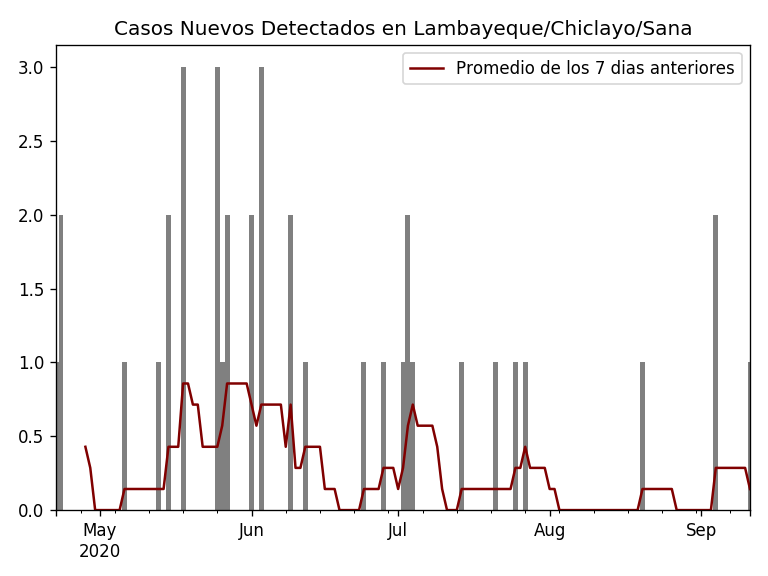 Casos Nuevos Detectados en Lambayeque/Chiclayo/Sana
Promedio de los 7 dias anteriores
3.0
2.5
2.0
1.5
1.0
0.5
0.0
May Jun Jul Aug Sep
2020